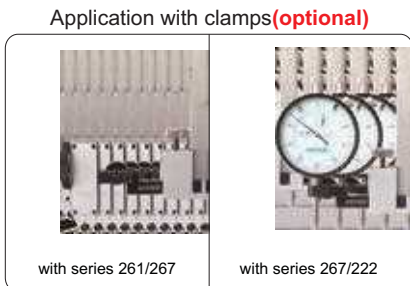 Application with clamps(optional)
with series 261/267
with series 267/222